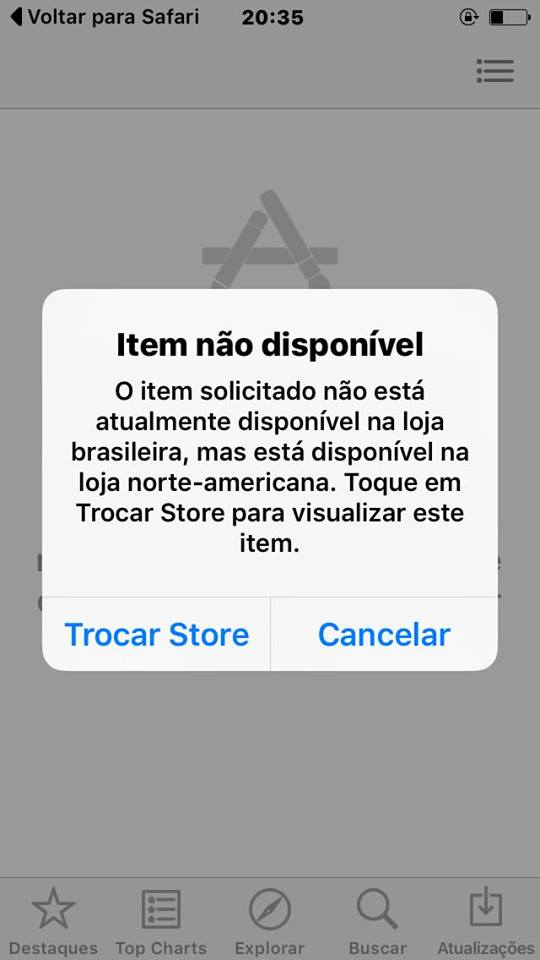 Voltar para Safari 20:35
Item não disponível
O item solicitado não está
atualmente disponível na loja
brasileira, mas está disponível na
loja norte-americana. Toque em
Trocar Store para visualizar este
item.
Trocar Store Cancelar
Destaques Top Charts Explorar Buscar Atualizações